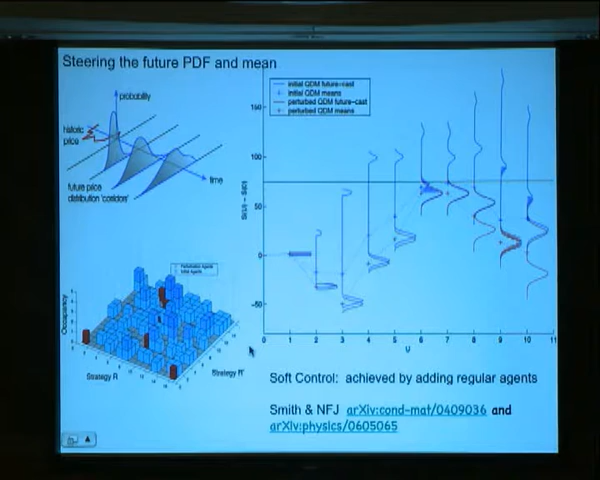 Steering the future PDF and mean
probability
historic
price
time
future price
distribution 'corridors'
initial QDM future-cast
initial QDM means
perturbed QDM future-cast
perturbed QDM means
150
100
50
0
-50
0 1 2 3 4 5 6 7 8 9 10 11
U
Occupancy
Strategy R
Strategy R'
Soft Control: achieved by adding regular agents
Smith & NFJ arXiv:cond-mat/0409036 and
arXiv:physics/0605065